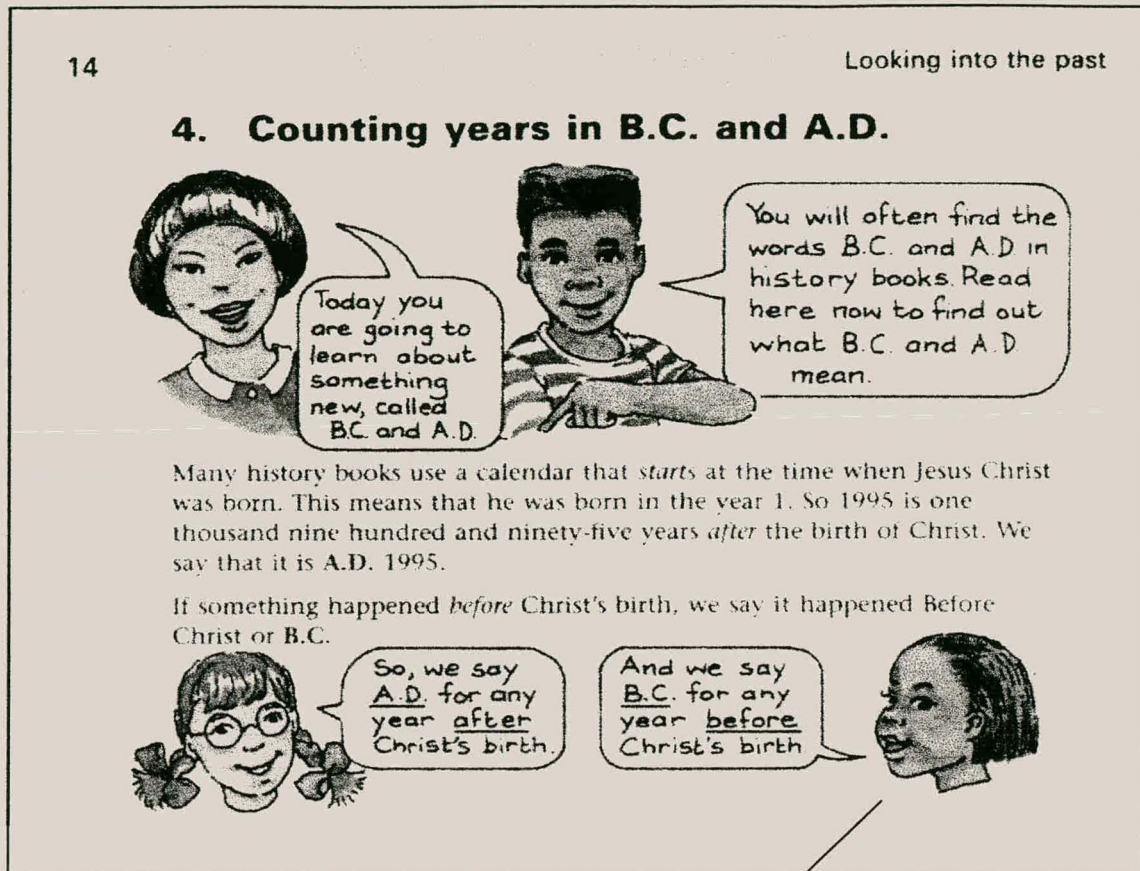 14
Looking into the past
4. Counting years in B.C. and A.D.
Today you
are going to
learn about
something
new, called
B.C. and A.D.
You will often find the
words B.C. and A.D. in
history books. Read
here now to find out
what B.C. and A.D.
mean.
Many history books use a calendar that starts at the time when Jesus Christ
was born. This means that he was born in the year 1. So 1995 is one
thousand nine hundred and ninety-five years after the birth of Christ. We
say that it is A.D. 1995.
If something happened before Christ's birth, we say it happened Before
Christ or B.C.
So, we say
A.D. for any
year after
Christ's birth.
And we say
B.C. for any
year before
Christ's birth